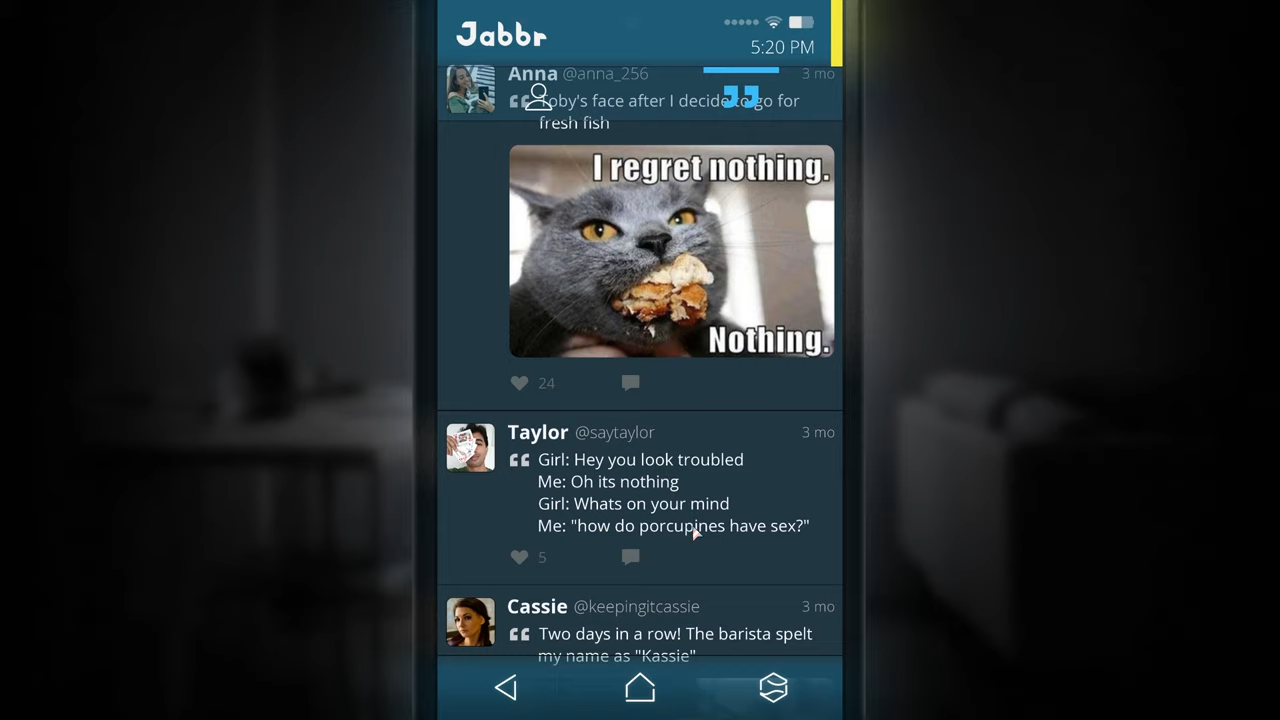 Jabbr
5:20 PM
Anna @anna_256 3 mo
Toby's face after I decide to go for
fresh fish
I regret nothing.
Nothing.
24
Taylor @saytaylor 3 mo
Girl: Hey you look troubled
Me: Oh its nothing
Girl: Whats on your mind
Me: "how do porcupines have sex?"
5
Cassie @keepingitcassie 3 mo
Two days in a row! The barista spelt
my name as "Kassie"